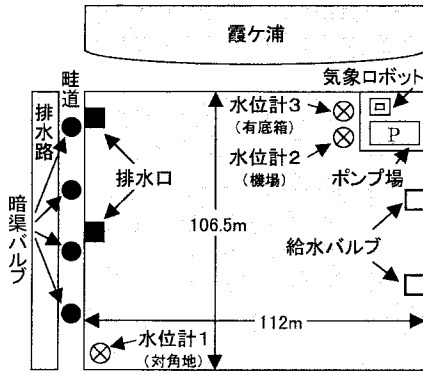 霞ケ浦
気象ロボット
畦道
水位計3
(有底箱)
P
排水路
水位計2
(機場)
ポンプ場
排水口
暗渠バルブ
106.5m
給水バルブ
112m
水位計1
(対角地)